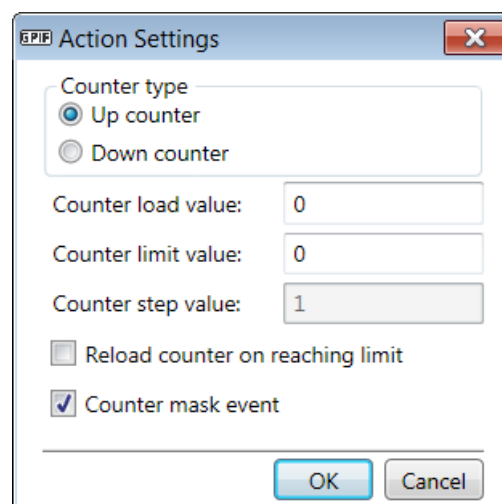 GPIF Action Settings
Counter type
Up counter
Down counter
Counter load value: 0
Counter limit value: 0
Counter step value: 1
Reload counter on reaching limit
Counter mask event
OK Cancel